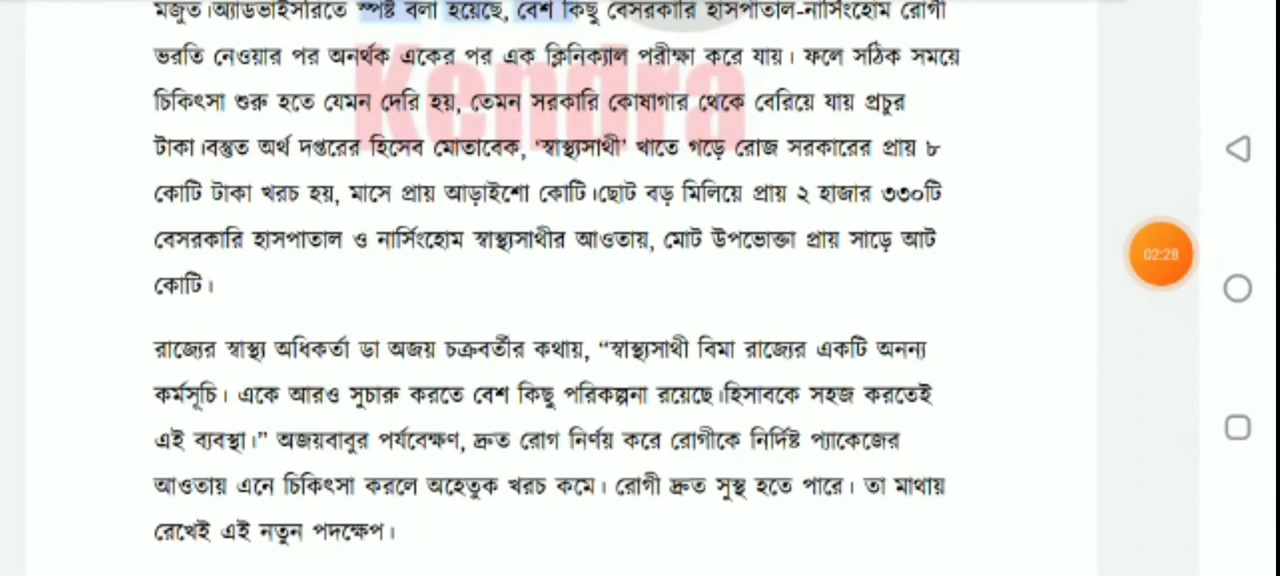 মজুত।অ্যাডভাইসরিতে স্পষ্ট বলা হয়েছে, বেশ কিছু বেসরকারি হাসপাতাল-নার্সিংহোম রোগী
ভরতি নেওয়ার পর অনর্থক একের পর এক ক্লিনিক্যাল পরীক্ষা করে যায়। ফলে সঠিক সময়ে
চিকিৎসা শুরু হতে যেমন দেরি হয়, তেমন সরকারি কোষাগার থেকে বেরিয়ে যায় প্রচুর
টাকা।বস্তুত অর্থ দপ্তরের হিসেব মোতাবেক, ‘স্বাস্থ্যসাথী’ খাতে গড়ে রোজ সরকারের প্রায় ৮
কোটি টাকা খরচ হয়, মাসে প্রায় আড়াইশো কোটি।ছোট বড় মিলিয়ে প্রায় ২ হাজার ৩৩০টি
বেসরকারি হাসপাতাল ও নার্সিংহোম স্বাস্থ্যসাথীর আওতায়, মোট উপভোক্তা প্রায় সাড়ে আট
কোটি।
রাজ্যের স্বাস্থ্য অধিকর্তা ডা অজয় চক্রবর্তীর কথায়, “স্বাস্থ্যসাথী বিমা রাজ্যের একটি অনন্য
কর্মসূচি। একে আরও সুচারু করতে বেশ কিছু পরিকল্পনা রয়েছে।হিসাবকে সহজ করতেই
এই ব্যবস্থা।” অজয়বাবুর পর্যবেক্ষণ, দ্রুত রোগ নির্ণয় করে রোগীকে নির্দিষ্ট প্যাকেজের
আওতায় এনে চিকিৎসা করলে অহেতুক খরচ কমে। রোগী দ্রুত সুস্থ হতে পারে। তা মাথায়
রেখেই এই নতুন পদক্ষেপ।
Kendra
02:28